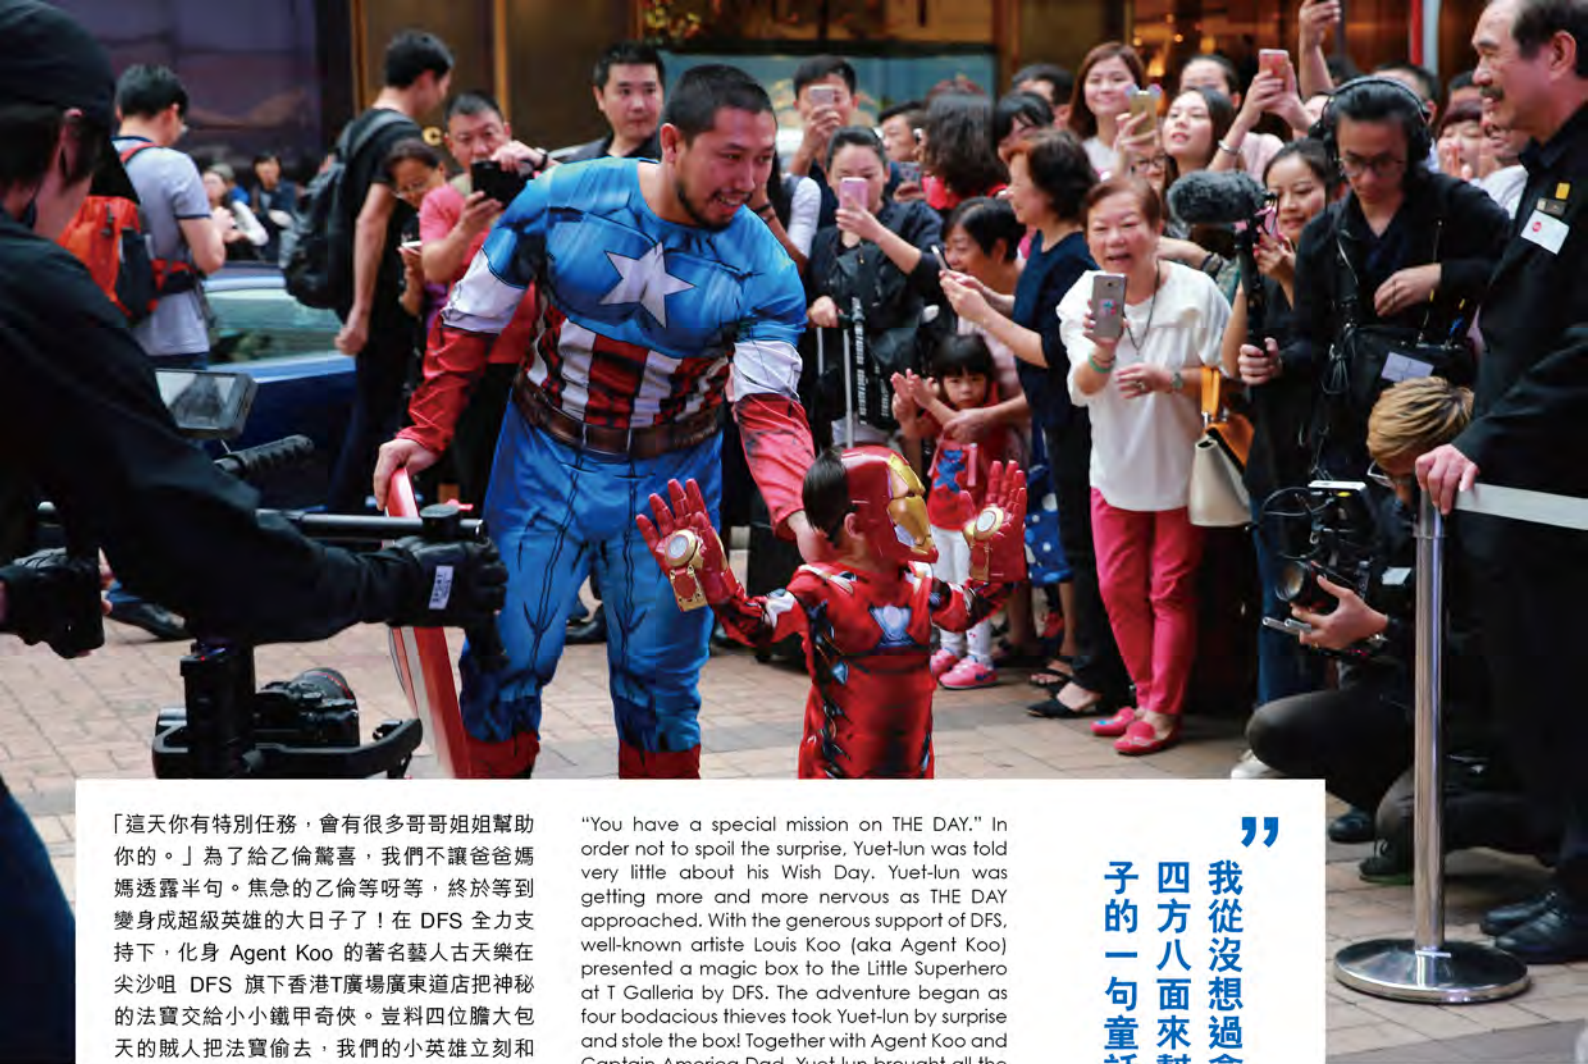 「這天你有特別任務，會有很多哥哥姐姐幫助
你的。」為了給乙倫驚喜，我們不讓爸爸媽
媽透露半句。焦急的乙倫等呀等，終於等到
變身成超級英雄的大日子了！在 DFS 全力支
持下，化身 Agent Koo 的著名藝人古天樂在
尖沙咀 DFS 旗下香港T廣場廣東道店把神秘
的法寶交給小小鐵甲奇俠。豈料四位膽大包
天的賊人把法寶偷去，我們的小英雄立刻和
“You have a special mission on THE DAY.” In
order not to spoil the surprise, Yuet-lun was told
very little about his Wish Day. Yuet-lun was
getting more and more nervous as THE DAY
approached. With the generous support of DFS,
well-known artiste Louis Koo (aka Agent Koo)
presented a magic box to the Little Superhero
at T Galleria by DFS. The adventure began as
four bodacious thieves took Yuet-lun by surprise
and stole the box! Together with Agent Koo and
Captain America Dad, Yuet-lun brought all the
”
我從沒想過會
四方八面來幫
子的一句童話